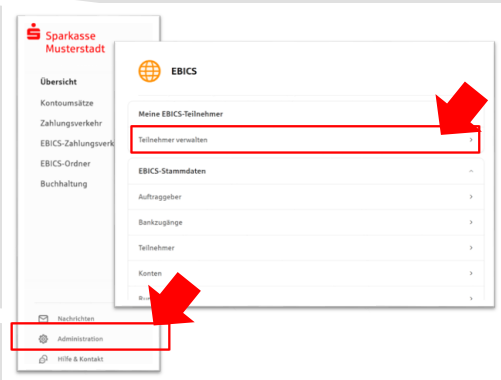 Sparkasse
Musterstadt
Übersicht
Kontoumsätze
Zahlungsverkehr
EBICS-Zahlungsverk
EBICS-Ordner
Buchhaltung
Nachrichten
Administration
Hilfe & Kontakt
EBICS
Meine EBICS-Teilnehmer
Teilnehmer verwalten
EBICS-Stammdaten
Auftraggeber
Bankzugänge
Teilnehmer
Konten